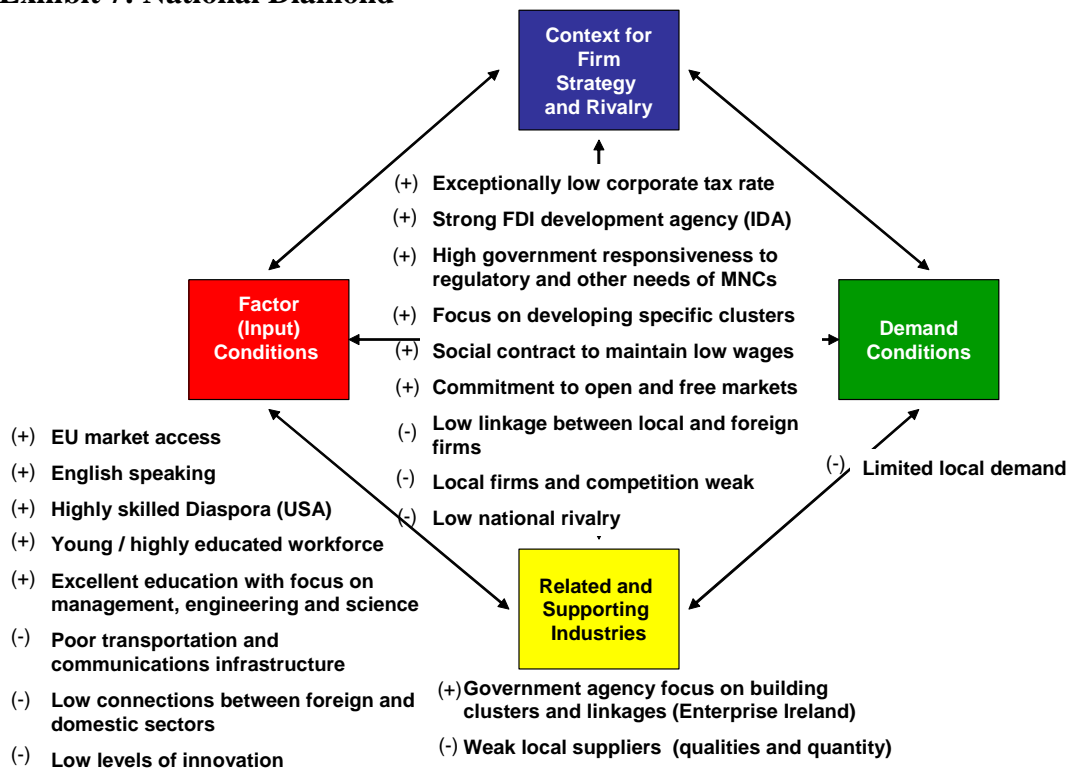 Exhibit 7: National Diamond
Context for
Firm
Strategy
and Rivalry
(+) Exceptionally low corporate tax rate
(+) Strong FDI development agency (IDA)
(+) High government responsiveness to
regulatory and other needs of MNCs
(+) Focus on developing specific clusters
(+) Social contract to maintain low wages
(+) Commitment to open and free markets
(-) Low linkage between local and foreign
firms
(-) Local firms and competition weak
(-) Low national rivalry
Factor
(Input)
Conditions
(+) EU market access
(+) English speaking
(+) Highly skilled Diaspora (USA)
(+) Young / highly educated workforce
(+) Excellent education with focus on
management, engineering and science
(-) Poor transportation and
communications infrastructure
(-) Low connections between foreign and
domestic sectors
(-) Low levels of innovation
Demand
Conditions
(-) Limited local demand
Related and
Supporting
Industries
(+) Government agency focus on building
clusters and linkages (Enterprise Ireland)
(-) Weak local suppliers (qualities and quantity)